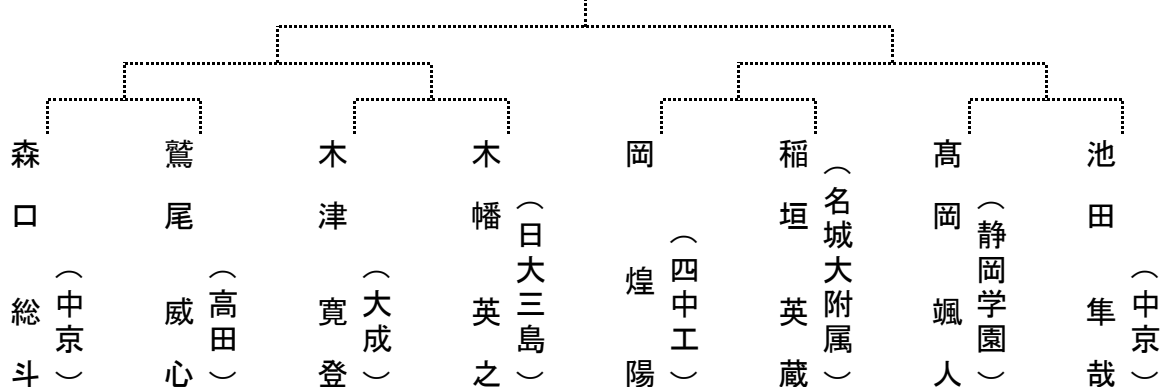 森口 総斗
（中京）
鷲尾 威心
（高田）
木津 寛登
（大成）
木幡 英之
（日大三島）
岡 煌陽
（四中工）
稲垣 英蔵
（名城大附属）
髙岡 颯人
（静岡学園）
池田 隼哉
（中京）